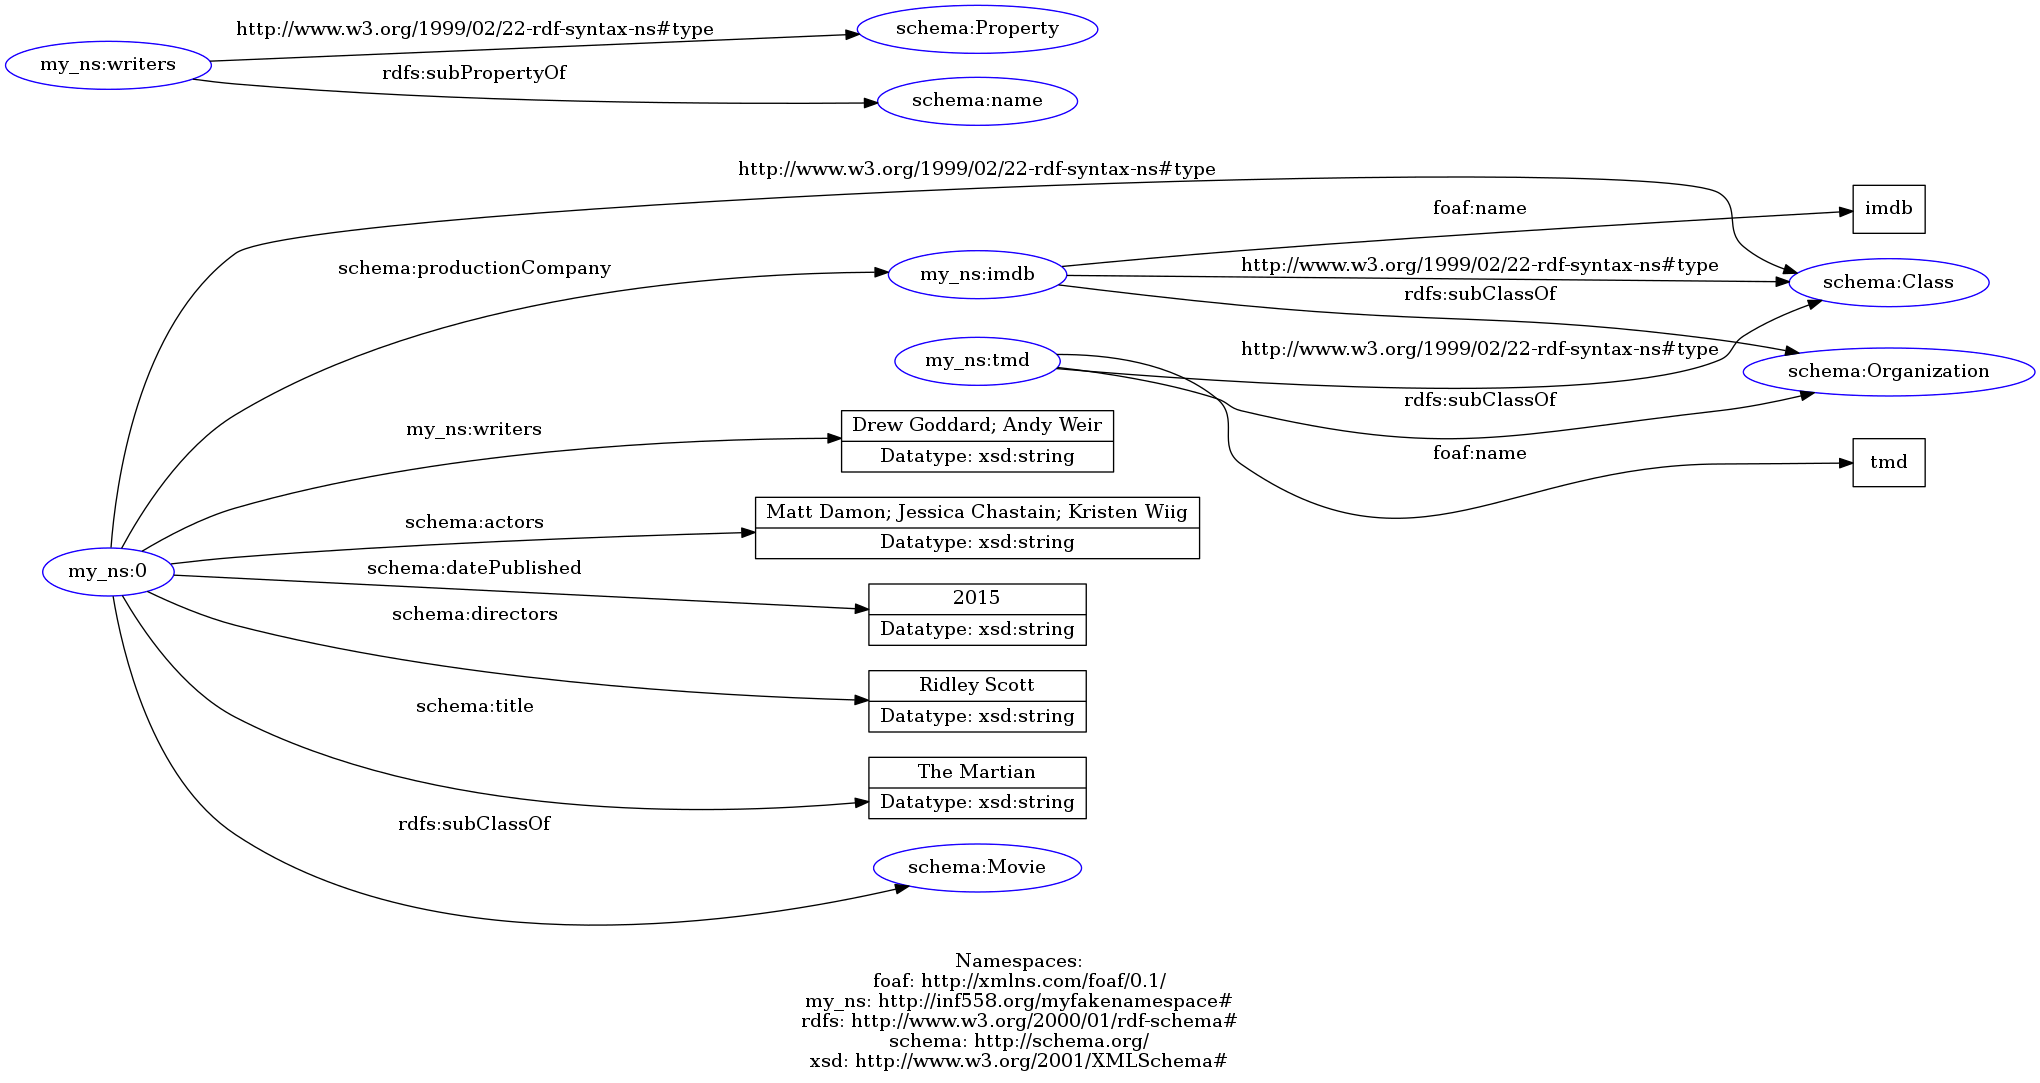 http://www.w3.org/1999/02/22-rdf-syntax-ns#type
schema:Property
my_ns:writers
rdfs:subPropertyOf
schema:name
http://www.w3.org/1999/02/22-rdf-syntax-ns#type
foaf:name
imdb
schema:productionCompany
my_ns:imdb
http://www.w3.org/1999/02/22-rdf-syntax-ns#type
schema:Class
rdfs:subClassOf
my_ns:tmd
http://www.w3.org/1999/02/22-rdf-syntax-ns#type
schema:Organization
rdfs:subClassOf
my_ns:writers
Drew Goddard; Andy Weir
Datatype: xsd:string
foaf:name
tmd
schema:actors
Matt Damon; Jessica Chastain; Kristen Wiig
Datatype: xsd:string
my_ns:0
schema:datePublished
2015
Datatype: xsd:string
schema:directors
Ridley Scott
Datatype: xsd:string
schema:title
The Martian
Datatype: xsd:string
rdfs:subClassOf
schema:Movie
Namespaces:
foaf: http://xmlns.com/foaf/0.1/
my_ns: http://inf558.org/myfakenamespace#
rdfs: http://www.w3.org/2000/01/rdf-schema#
schema: http://schema.org/
xsd: http://www.w3.org/2001/XMLSchema#